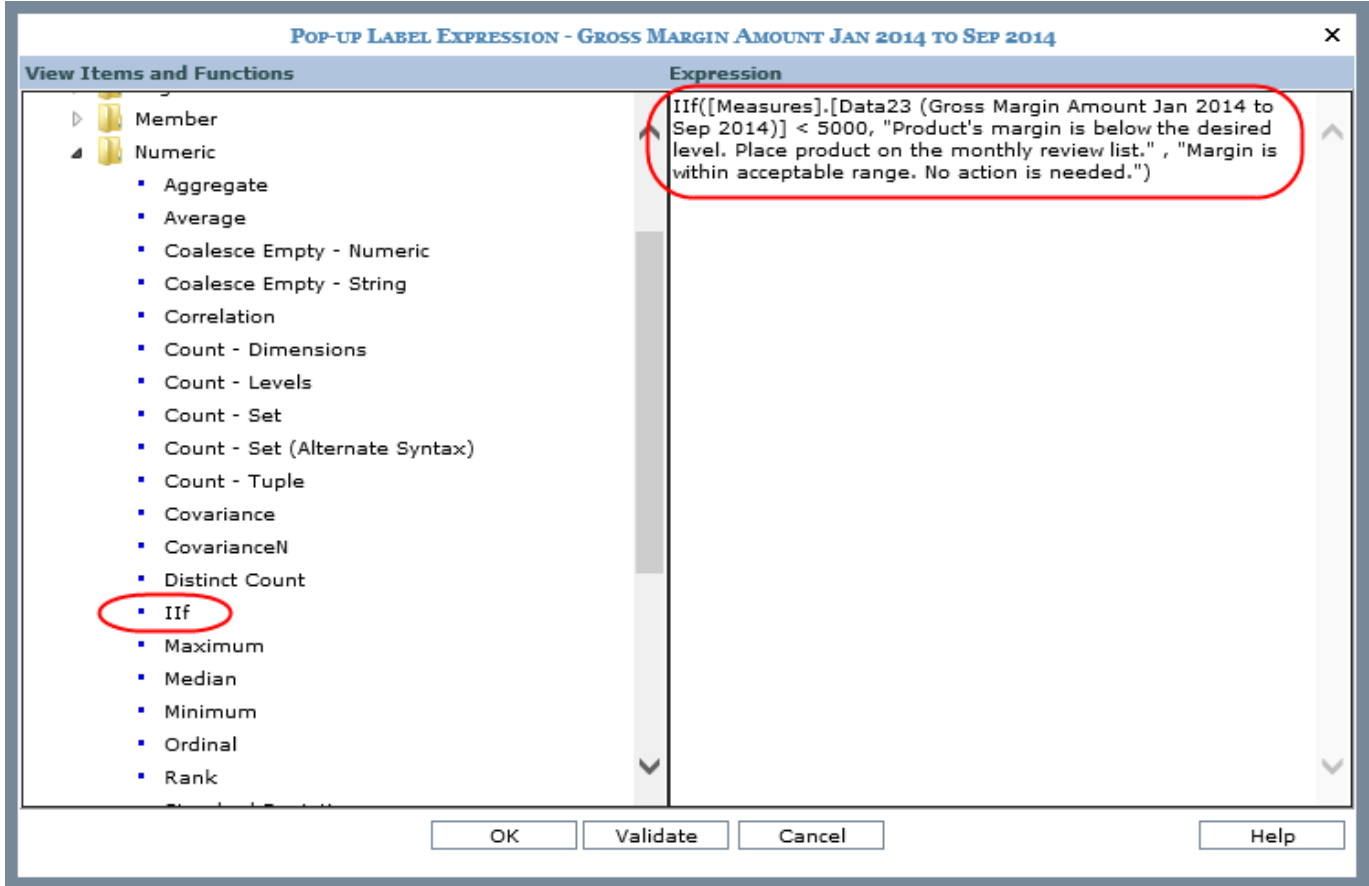 Pop-up Label Expression - Gross Margin Amount Jan 2014 to Sep 2014
View Items and Functions
Expression
Member
Numeric
Aggregate
Average
Coalesce Empty - Numeric
Coalesce Empty - String
Correlation
Count - Dimensions
Count - Levels
Count - Set
Count - Set (Alternate Syntax)
Count - Tuple
Covariance
CovarianceN
Distinct Count
IIf
Maximum
Median
Minimum
Ordinal
Rank
IIf([Measures].[Data23 (Gross Margin Amount Jan 2014 to
Sep 2014)] < 5000, "Product's margin is below the desired
level. Place product on the monthly review list." , "Margin is
within acceptable range. No action is needed.")
OK
Validate
Cancel
Help